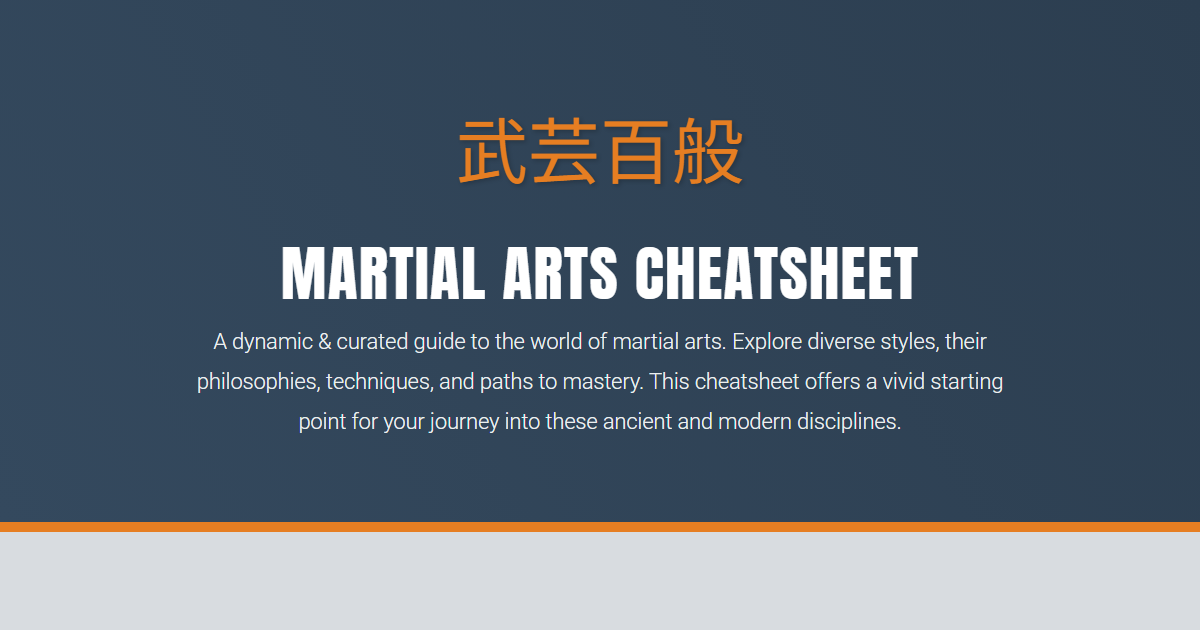 武芸百般
MARTIAL ARTS CHEATSHEET
A dynamic & curated guide to the world of martial arts. Explore diverse styles, their
philosophies, techniques, and paths to mastery. This cheatsheet offers a vivid starting
point for your journey into these ancient and modern disciplines.